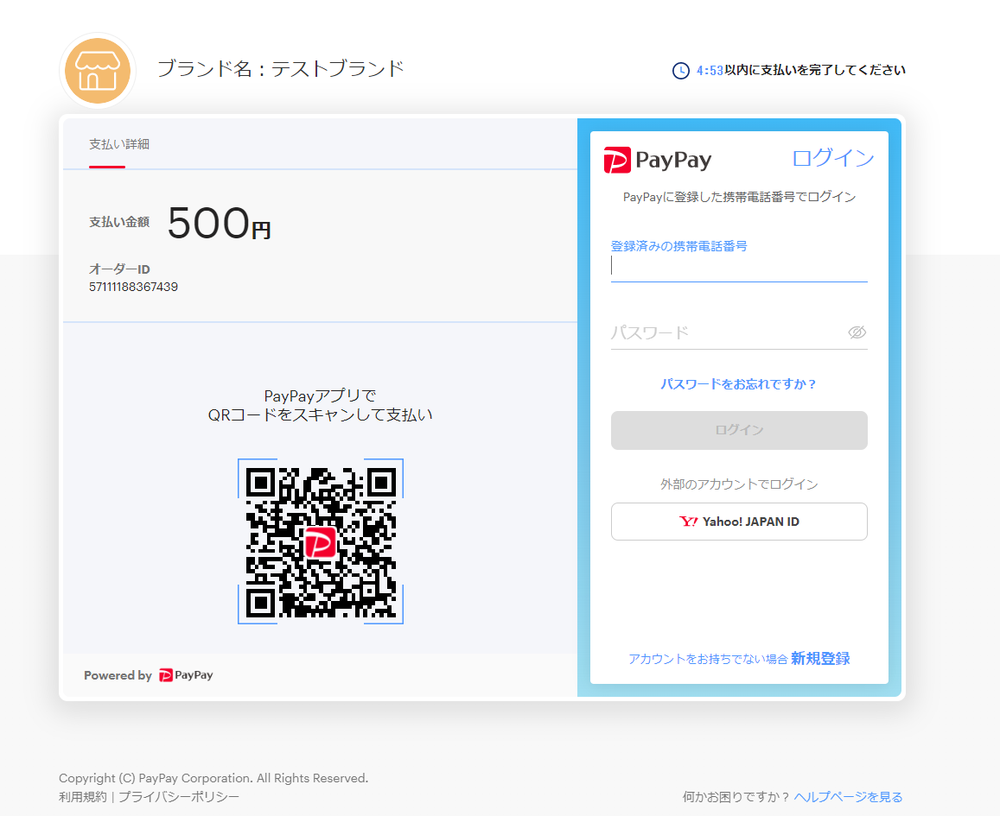 ブランド名：テストブランド
4:53以内に支払いを完了してください
支払い詳細
支払い金額 500円
オーダーID
57111188367439
PayPayアプリで
QRコードをスキャンして支払い
Powered by PayPay
PayPay ログイン
PayPayに登録した携帯電話番号でログイン
登録済みの携帯電話番号
パスワード
パスワードをお忘れですか？
ログイン
外部のアカウントでログイン
Y! Yahoo! JAPAN ID
アカウントをお持ちでない場合 新規登録
Copyright (C) PayPay Corporation. All Rights Reserved.
利用規約 | プライバシーポリシー
何かお困りですか？ ヘルプページを見る